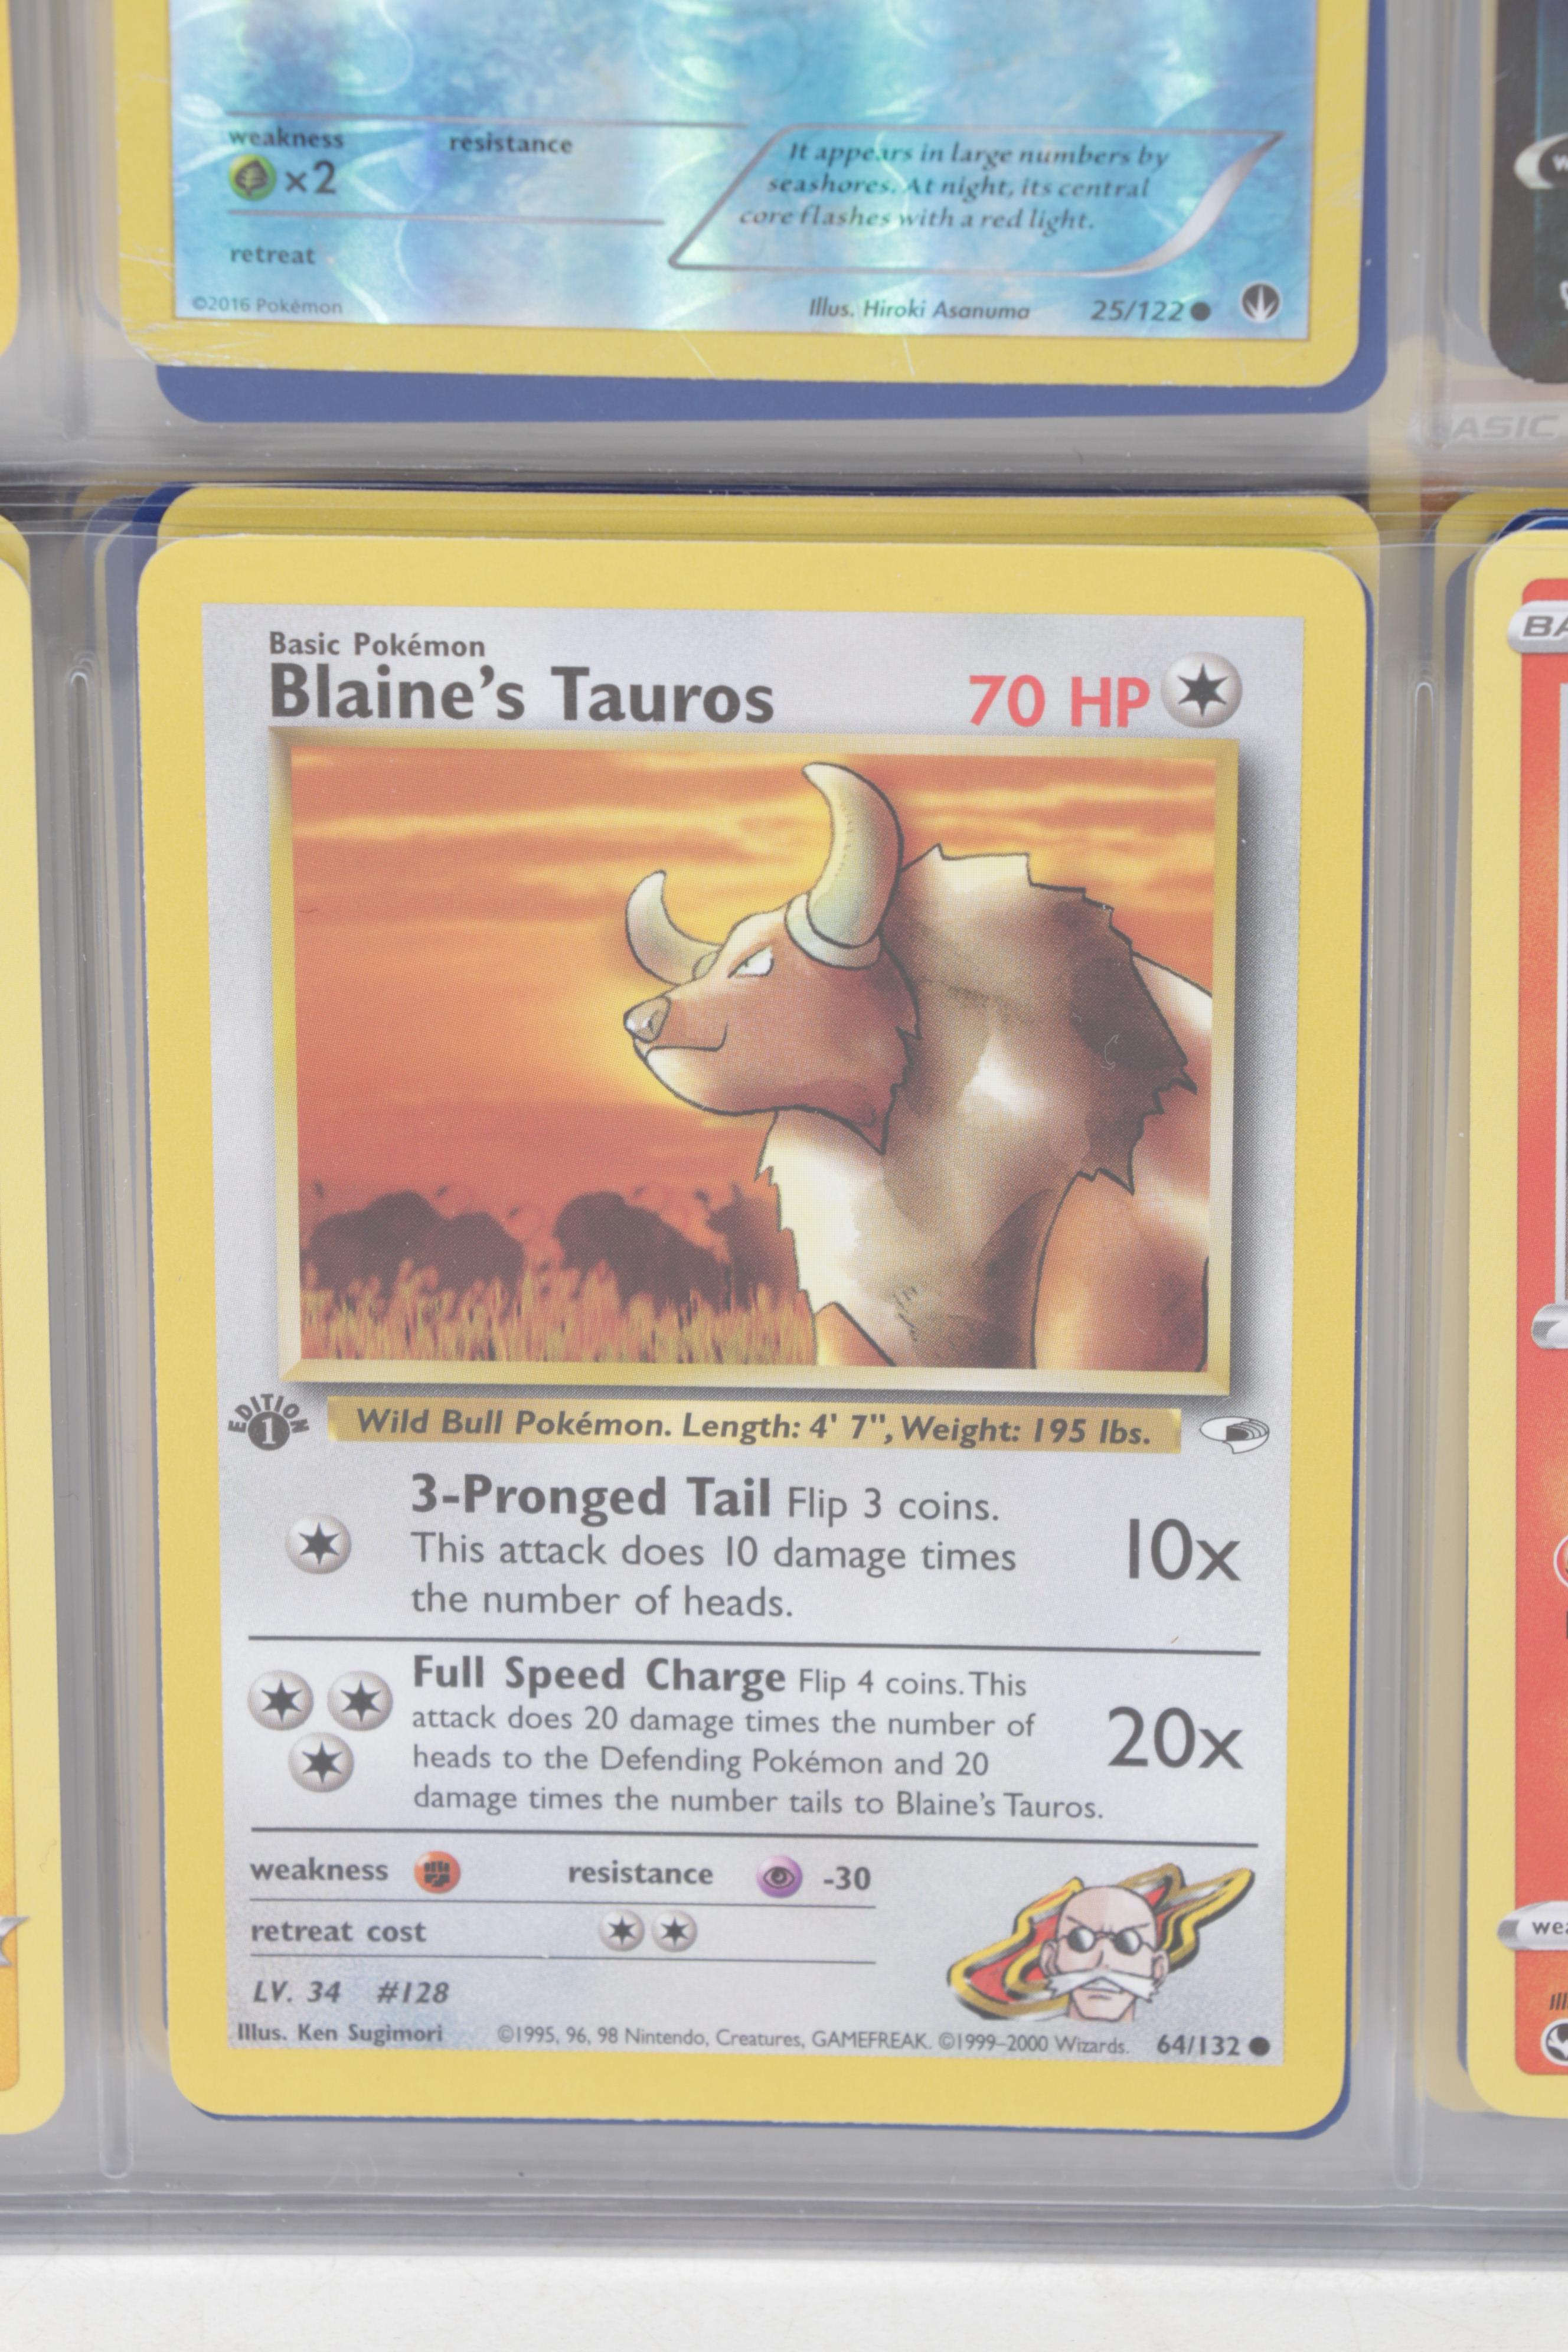 weakness resistance
×2
It appears in large numbers by
seashores. At night, its central
core flashes with a red light.
retreat
©2016 Pokémon
Illus. Hiroki Asanuma 25/122
BASIC
Basic Pokémon
Blaine's Tauros 70 HP
EDITION
1
Wild Bull Pokémon. Length: 4' 7", Weight: 195 lbs.
3-Pronged Tail Flip 3 coins.
This attack does 10 damage times
the number of heads.
10x
Full Speed Charge Flip 4 coins. This
attack does 20 damage times the number of
heads to the Defending Pokémon and 20
damage times the number tails to Blaine's Tauros.
20x
weakness resistance -30
retreat cost
LV. 34 #128
Illus. Ken Sugimori ©1995, 96, 98 Nintendo, Creatures, GAMEFREAK. ©1999–2000 Wizards. 64/132